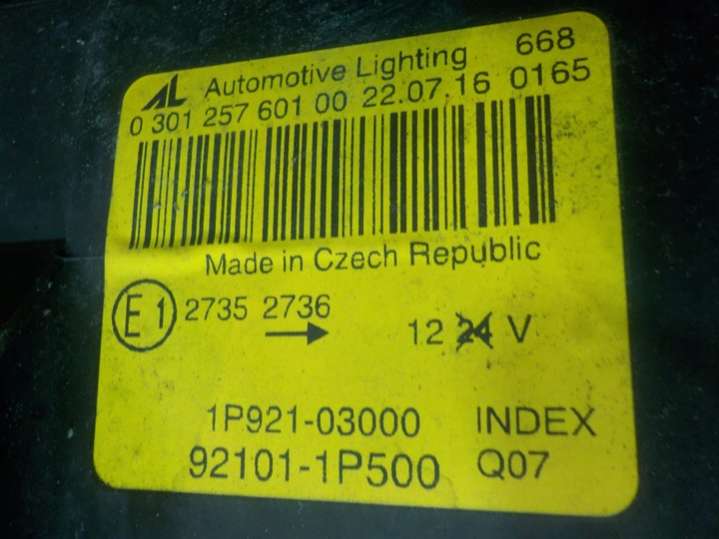 AL Automotive Lighting 668
0 301 257 601 00 22.07.16 0165
Made in Czech Republic
E1 2735 2736
→ 12 24 V
1P921-03000 INDEX
92101-1P500 Q07